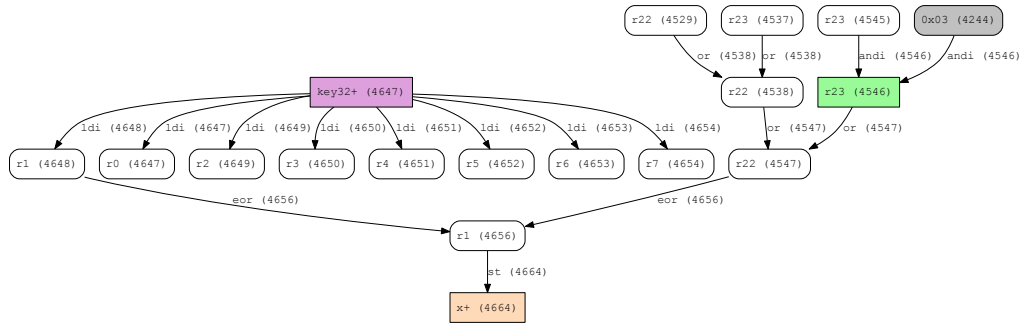 r22 (4529)
r23 (4537)
r23 (4545)
0x03 (4244)
or (4538)
or (4538)
andi (4546)
andi (4546)
key32+ (4647)
r22 (4538)
r23 (4546)
ldi (4648)
ldi (4647)
ldi (4649)
ldi (4650)
ldi (4651)
ldi (4652)
ldi (4653)
ldi (4654)
or (4547)
or (4547)
r1 (4648)
r0 (4647)
r2 (4649)
r3 (4650)
r4 (4651)
r5 (4652)
r6 (4653)
r7 (4654)
r22 (4547)
eor (4656)
eor (4656)
r1 (4656)
st (4664)
x+ (4664)